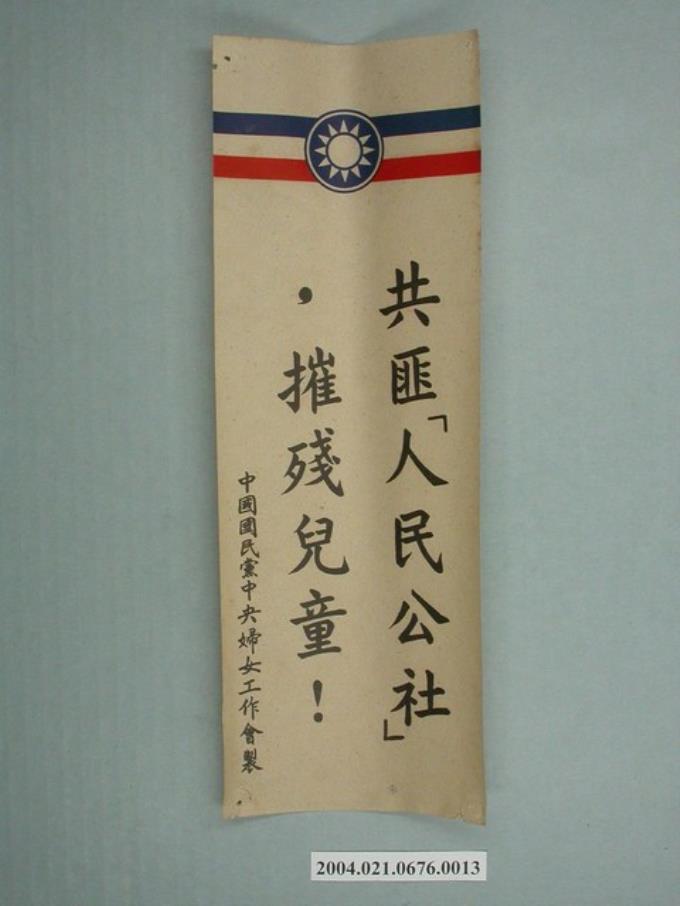 共匪「人民公社」
，摧殘兒童！
中國國民黨中央婦女工作會製
2004.021.0676.0013